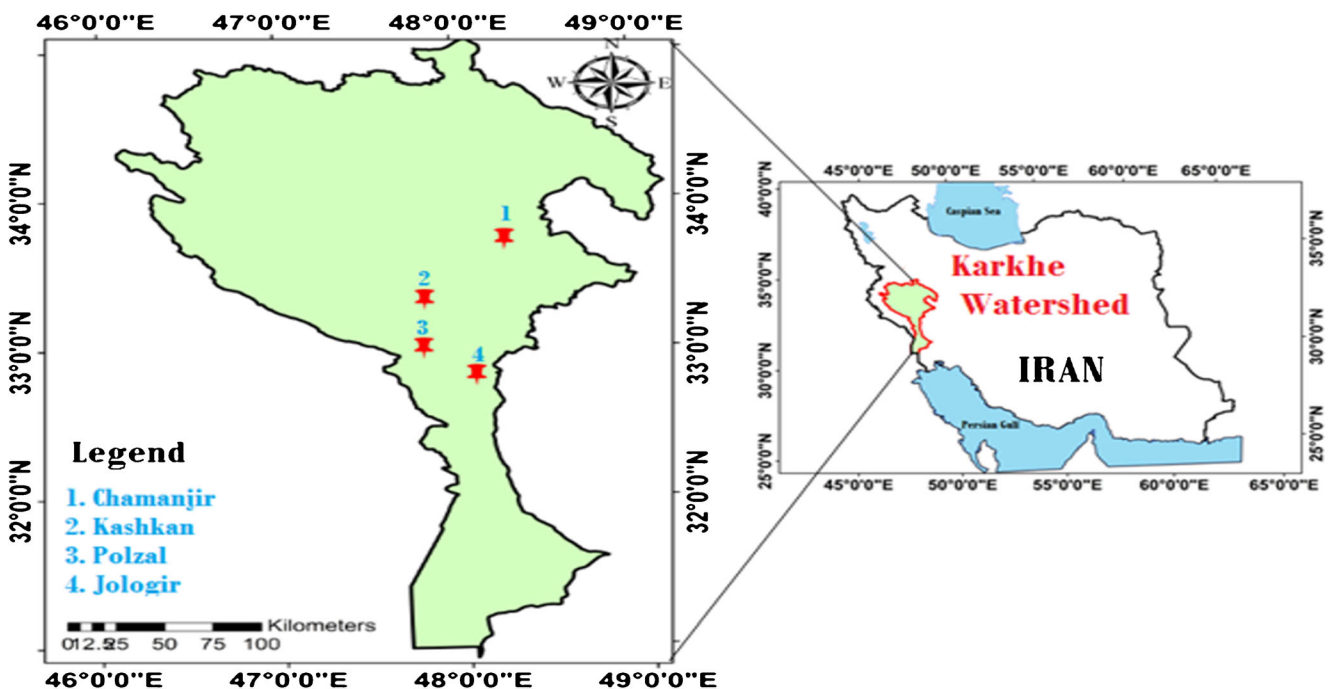 46°0'0"E 47°0'0"E 48°0'0"E 49°0'0"E
N
W E
S
34°0'0"N
33°0'0"N
32°0'0"N
1
2
3
4
Legend
1. Chamanjir
2. Kashkan
3. Polzal
4. Jologir
Kilometers
012.525 50 75 100
46°0'0"E 47°0'0"E 48°0'0"E 49°0'0"E
34°0'0"N
33°0'0"N
32°0'0"N
45°0'0"E 50°0'0"E 55°0'0"E 60°0'0"E 65°0'0"E
40°0'0"N
35°0'0"N
30°0'0"N
25°0'0"N
Caspian Sea
Karkhe
Watershed
IRAN
Persian Gulf
35°0'0"N
30°0'0"N
25°0'0"N
45°0'0"E 50°0'0"E 55°0'0"E 60°0'0"E 65°0'0"E